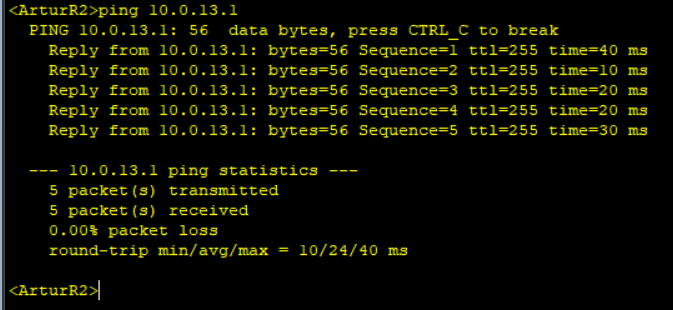 <ArturR2>ping 10.0.13.1
PING 10.0.13.1: 56  data bytes, press CTRL_C to break
Reply from 10.0.13.1: bytes=56 Sequence=1 ttl=255 time=40 ms
Reply from 10.0.13.1: bytes=56 Sequence=2 ttl=255 time=10 ms
Reply from 10.0.13.1: bytes=56 Sequence=3 ttl=255 time=20 ms
Reply from 10.0.13.1: bytes=56 Sequence=4 ttl=255 time=20 ms
Reply from 10.0.13.1: bytes=56 Sequence=5 ttl=255 time=30 ms
--- 10.0.13.1 ping statistics ---
5 packet(s) transmitted
5 packet(s) received
0.00% packet loss
round-trip min/avg/max = 10/24/40 ms
<ArturR2>